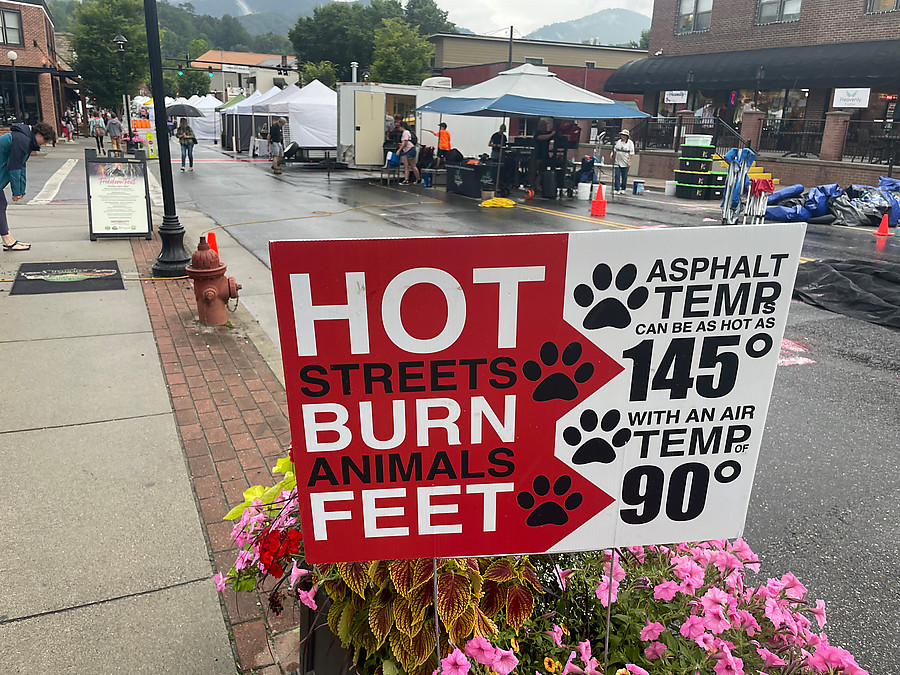 HOT
STREETS
BURN
ANIMALS
FEET
ASPHALT
TEMPs
CAN BE AS HOT AS
145°
WITH AN AIR
TEMP OF
90°
Heavenly